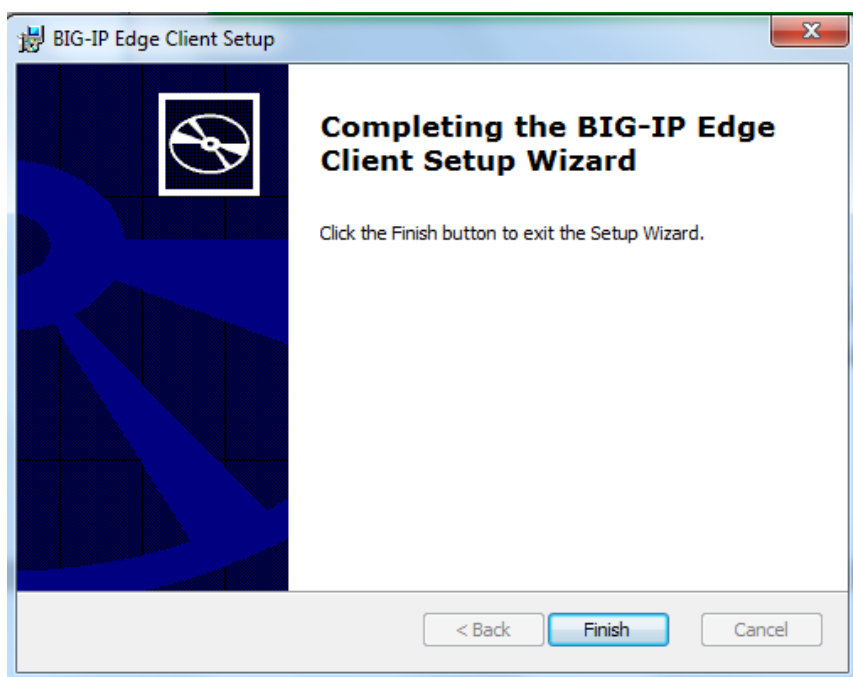 BIG-IP Edge Client Setup
Completing the BIG-IP Edge
Client Setup Wizard
Click the Finish button to exit the Setup Wizard.
< Back
Finish
Cancel